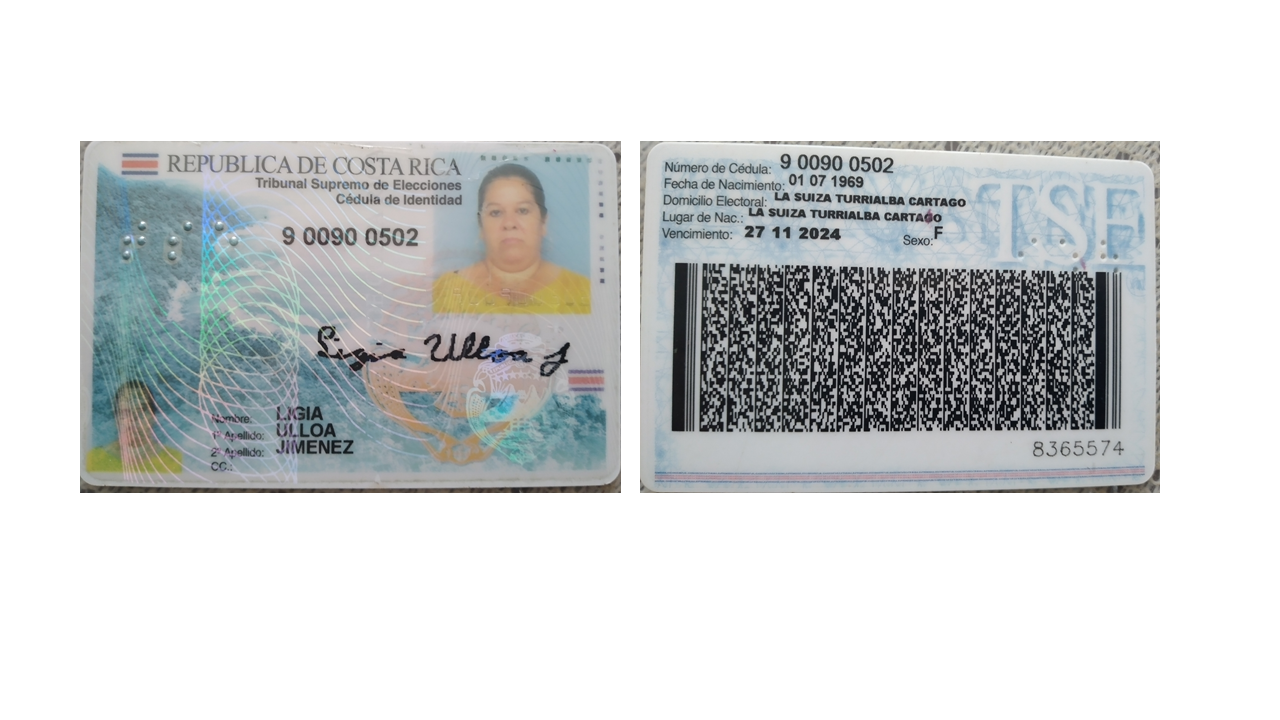 REPUBLICA DE COSTA RICA
Tribunal Supremo de Elecciones
Cédula de Identidad
9 0090 0502
Ligia Ulloa J
Nombre: LIGIA
1° Apellido: ULLOA
2° Apellido: JIMENEZ
CC.:
Número de Cédula: 9 0090 0502
Fecha de Nacimiento: 01 07 1969
Domicilio Electoral: LA SUIZA TURRIALBA CARTAGO
Lugar de Nac.: LA SUIZA TURRIALBA CARTAGO
Vencimiento: 27 11 2024 Sexo: F
TSE
8365574